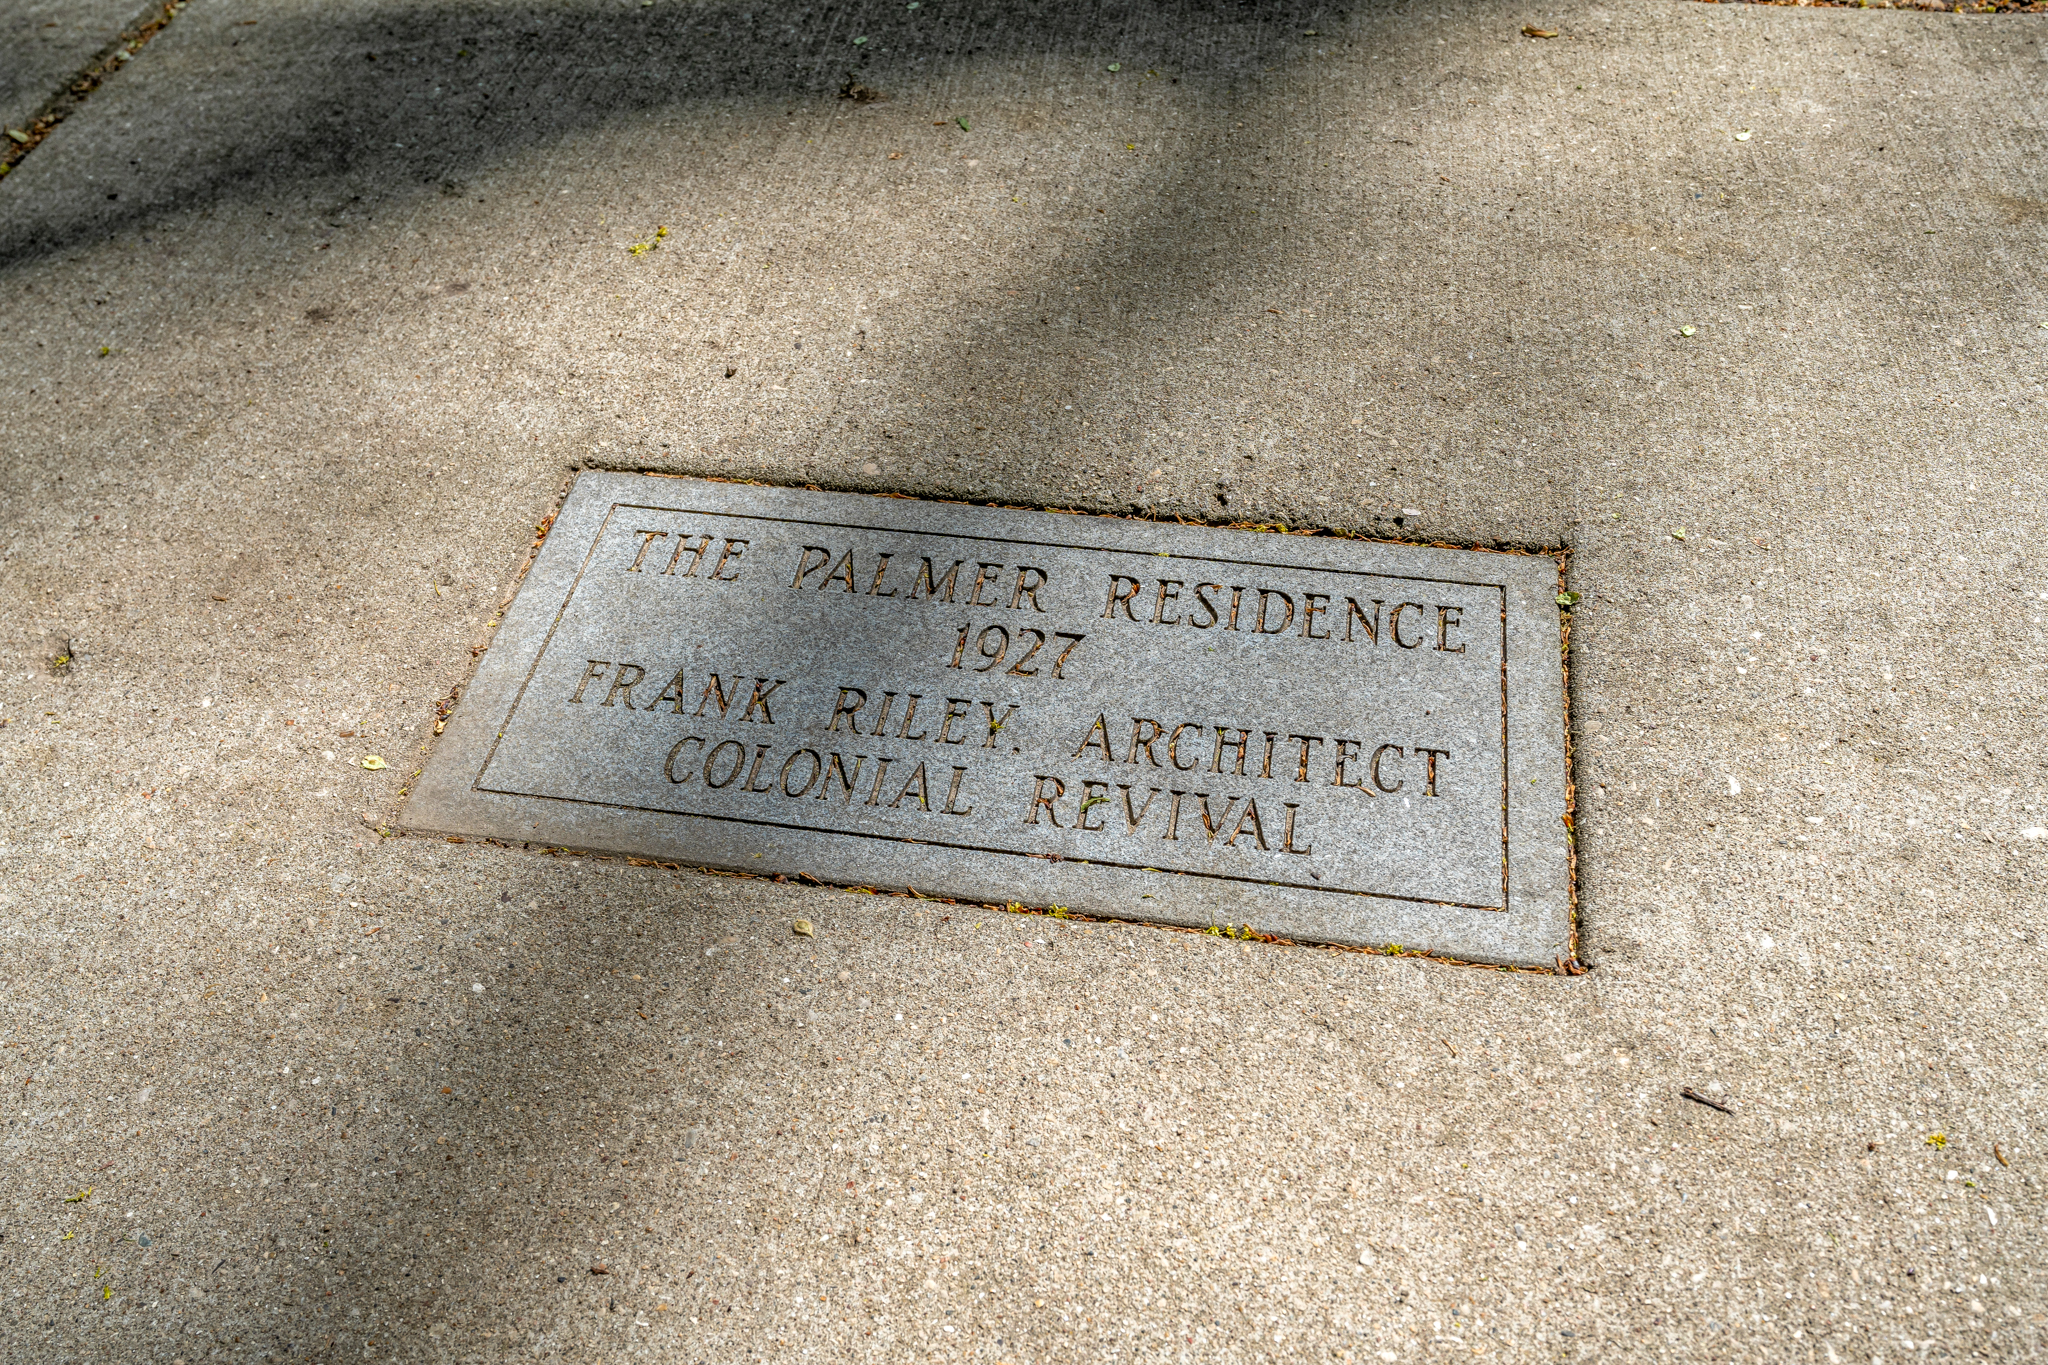 THE PALMER RESIDENCE
1927
FRANK RILEY. ARCHITECT
COLONIAL REVIVAL